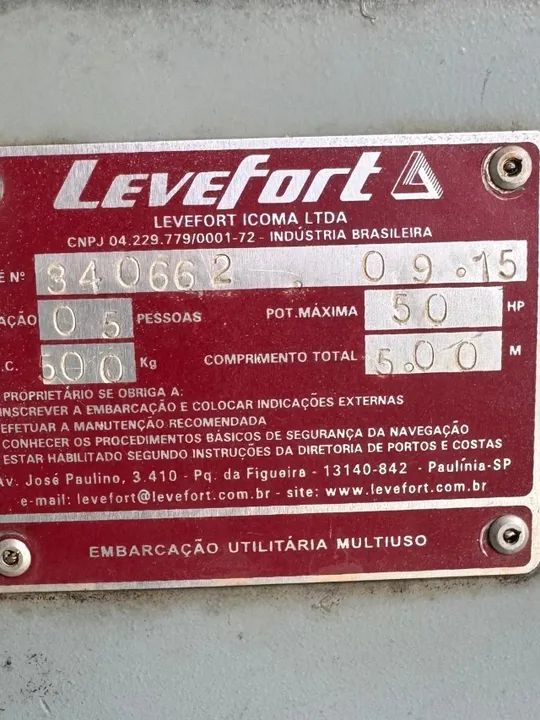 LEVEfort
LEVEFORT ICOMA LTDA
CNPJ 04.229.779/0001-72 - INDÚSTRIA BRASILEIRA
É Nº 340662 . 09.15
AÇÃO 05 PESSOAS POT. MÁXIMA 50 HP
.C. 500 Kg COMPRIMENTO TOTAL 5.00 M
PROPRIETÁRIO SE OBRIGA A:
INSCREVER A EMBARCAÇÃO E COLOCAR INDICAÇÕES EXTERNAS
EFETUAR A MANUTENÇÃO RECOMENDADA
CONHECER OS PROCEDIMENTOS BÁSICOS DE SEGURANÇA DA NAVEGAÇÃO
ESTAR HABILITADO SEGUNDO INSTRUÇÕES DA DIRETORIA DE PORTOS E COSTAS
Av. José Paulino, 3.410 - Pq. da Figueira - 13140-842 - Paulínia-SP
e-mail: levefort@levefort.com.br - site: www.levefort.com.br
EMBARCAÇÃO UTILITÁRIA MULTIUSO